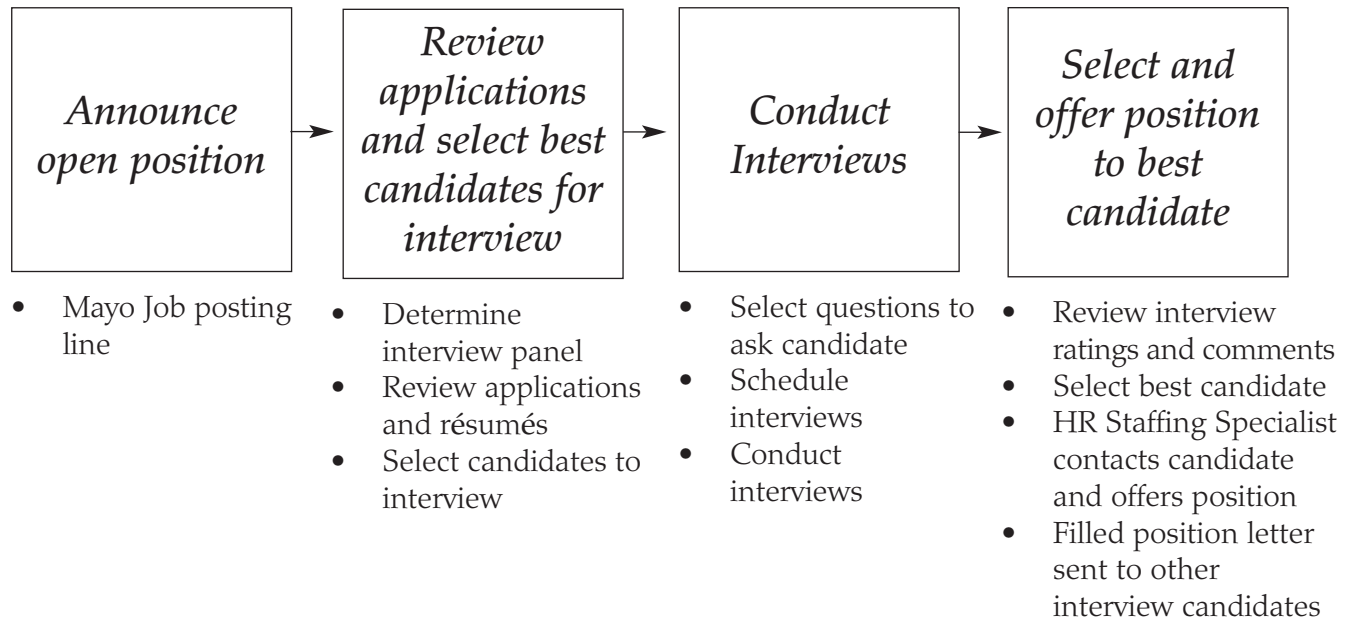 Announce
open position
Review
applications
and select best
candidates for
interview
Conduct
Interviews
Select and
offer position
to best
candidate
• Mayo Job posting
line
• Determine
interview panel
• Review applications
and résumés
• Select candidates to
interview
• Select questions to
ask candidate
• Schedule
interviews
• Conduct
interviews
• Review interview
ratings and comments
• Select best candidate
• HR Staffing Specialist
contacts candidate
and offers position
• Filled position letter
sent to other
interview candidates